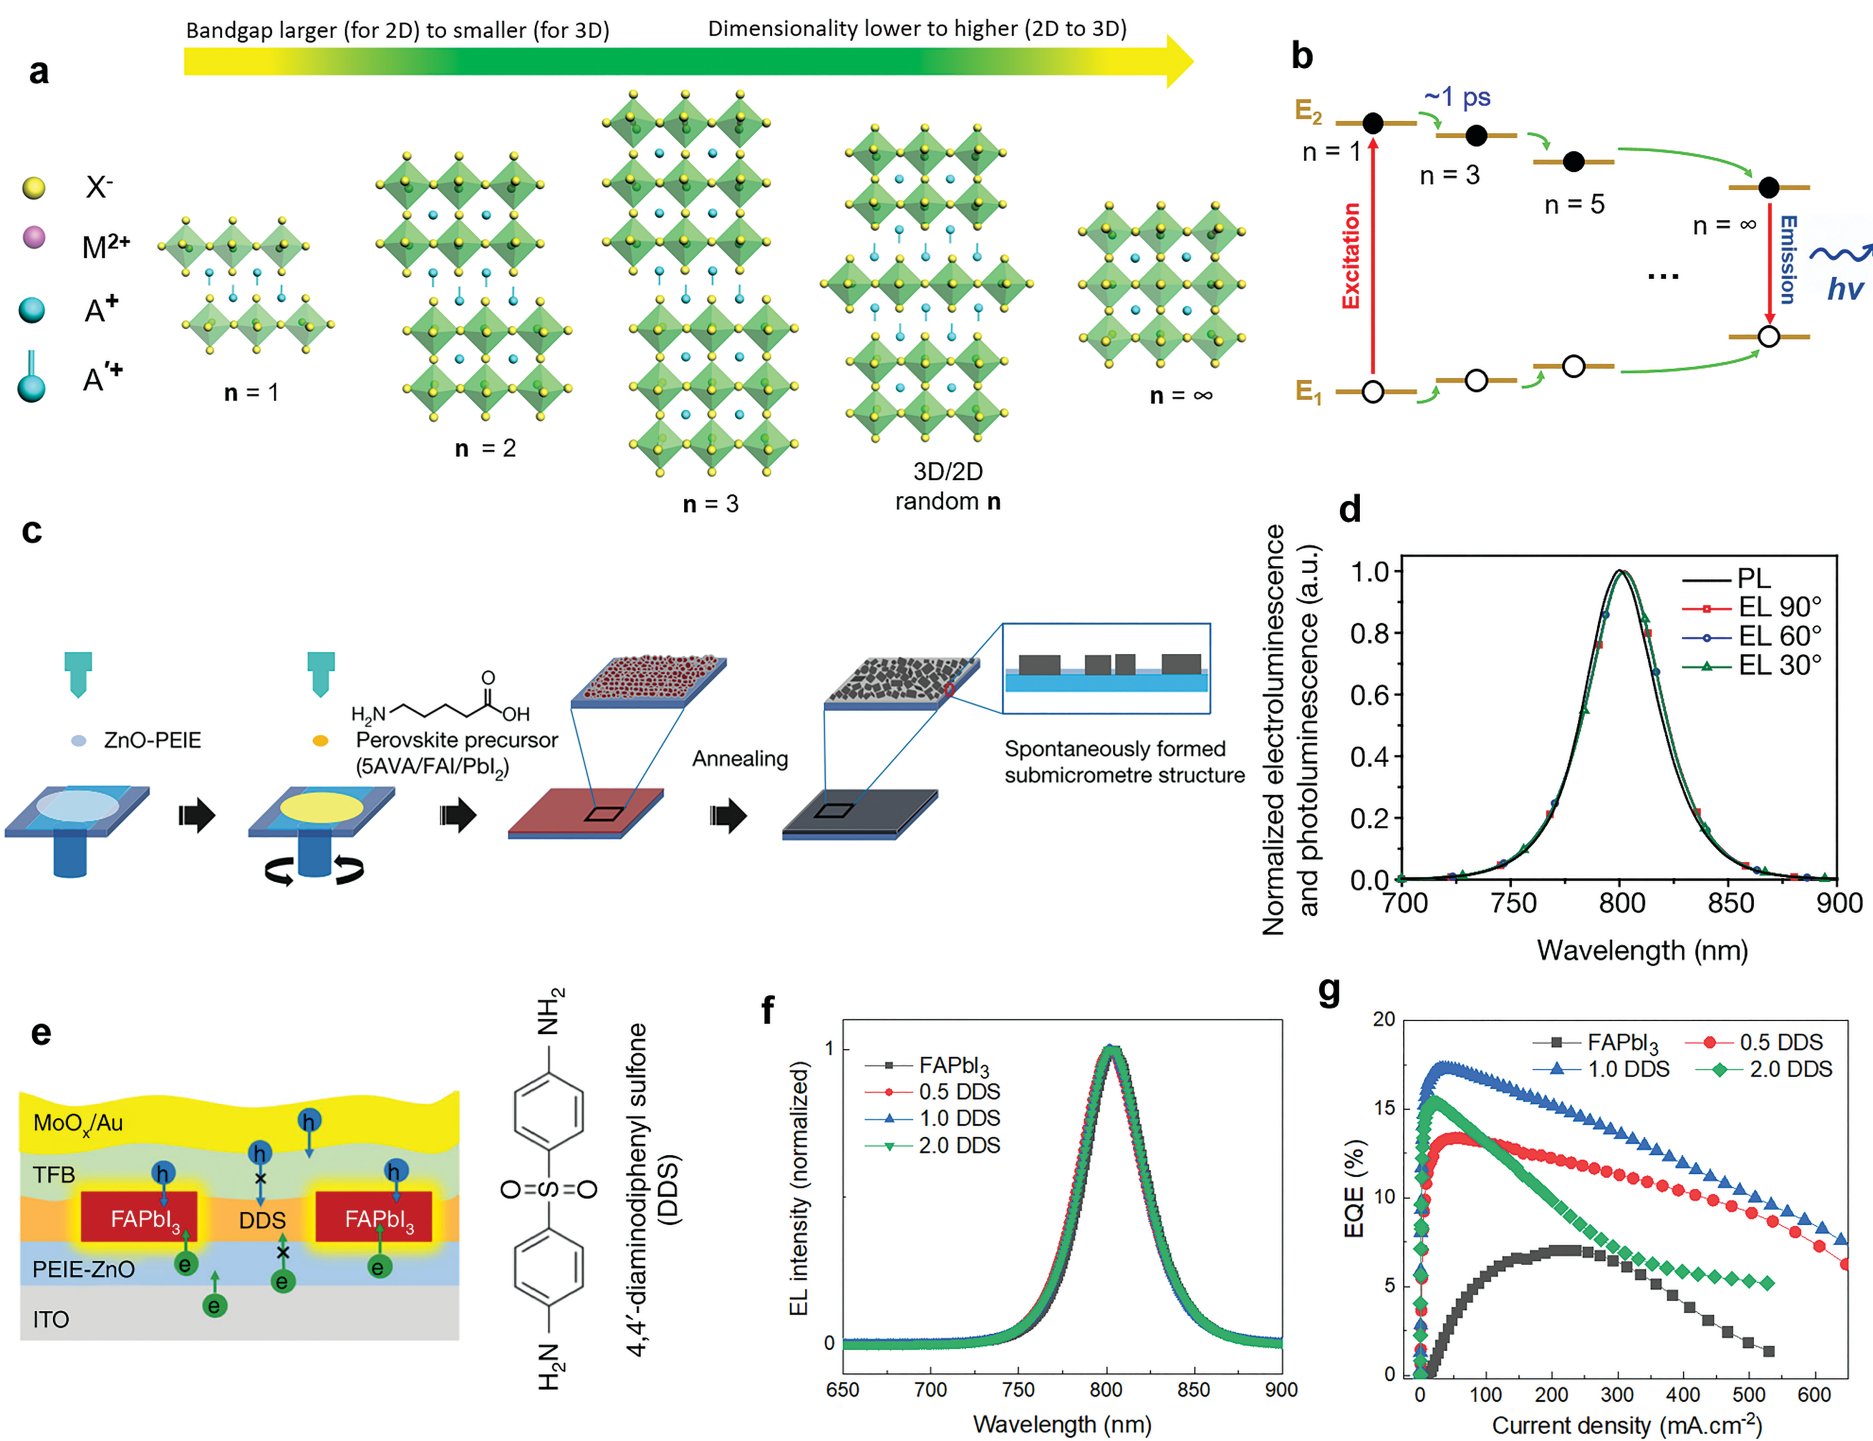 Bandgap larger (for 2D) to smaller (for 3D)
Dimensionality lower to higher (2D to 3D)
a
X-
M2+
A+
A′+
n = 1
n = 2
n = 3
3D/2D
random n
n = ∞
b
E2
~1 ps
n = 1
n = 3
n = 5
n = ∞
Excitation
...
Emission
hv
E1
c
ZnO-PEIE
H2N
O
OH
Perovskite precursor
(5AVA/FAI/PbI2)
Annealing
Spontaneously formed
submicrometre structure
d
Normalized electroluminescence
and photoluminescence (a.u.)
1.0
0.8
0.6
0.4
0.2
0.0
PL
EL 90°
EL 60°
EL 30°
700
750
800
850
900
Wavelength (nm)
e
MoOx/Au
h
h
h
h
TFB
×
FAPbI3
DDS
FAPbI3
×
PEIE-ZnO
e
e
e
e
ITO
NH2
O=S=O
H2N
4,4′-diaminodiphenyl sulfone
(DDS)
f
EL intensity (normalized)
1
0
FAPbI3
0.5 DDS
1.0 DDS
2.0 DDS
650
700
750
800
850
900
Wavelength (nm)
g
EQE (%)
20
15
10
5
0
FAPbI3
0.5 DDS
1.0 DDS
2.0 DDS
0
100
200
300
400
500
600
Current density (mA.cm-2)